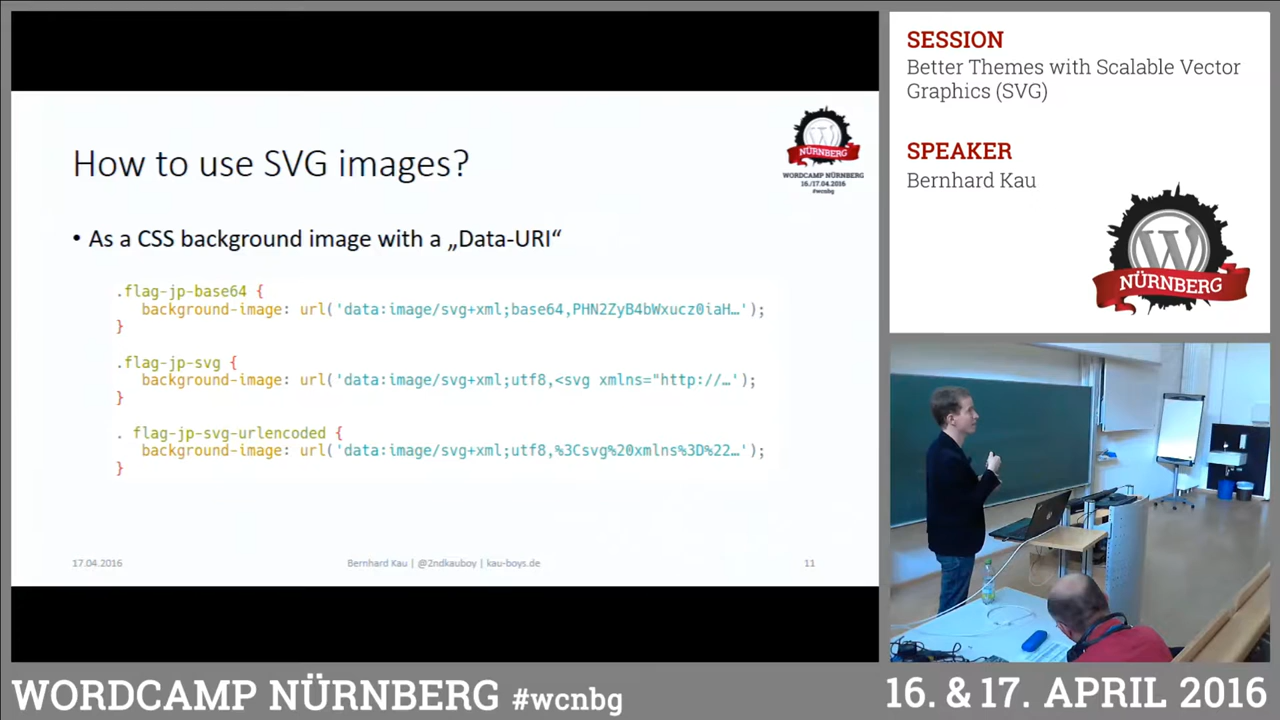 How to use SVG images?
W
NÜRNBERG
WORDCAMP NÜRNBERG
16./17.04.2016
#wcnbg
• As a CSS background image with a „Data-URI“
.flag-jp-base64 {
background-image: url('data:image/svg+xml;base64,PHN2ZyB4bWxucz0iaH…');
}
.flag-jp-svg {
background-image: url('data:image/svg+xml;utf8,<svg xmlns="http://…');
}
. flag-jp-svg-urlencoded {
background-image: url('data:image/svg+xml;utf8,%3Csvg%20xmlns%3D%22…');
}
17.04.2016
Bernhard Kau | @2ndkauboy | kau-boys.de
11
SESSION
Better Themes with Scalable Vector
Graphics (SVG)
SPEAKER
Bernhard Kau
W
NÜRNBERG
WORDCAMP NÜRNBERG #wcnbg
16. & 17. APRIL 2016